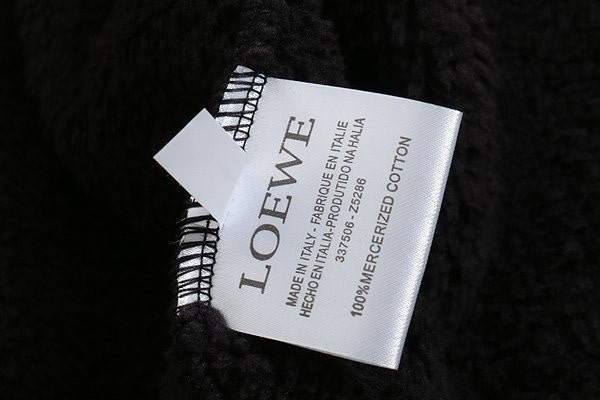 LOEWE
MADE IN ITALY - FABRIQUE EN ITALIE
HECHO EN ITALIA-PRODUTIDO NA HALIA
337506 - Z5286
100%MERCERIZED COTTON